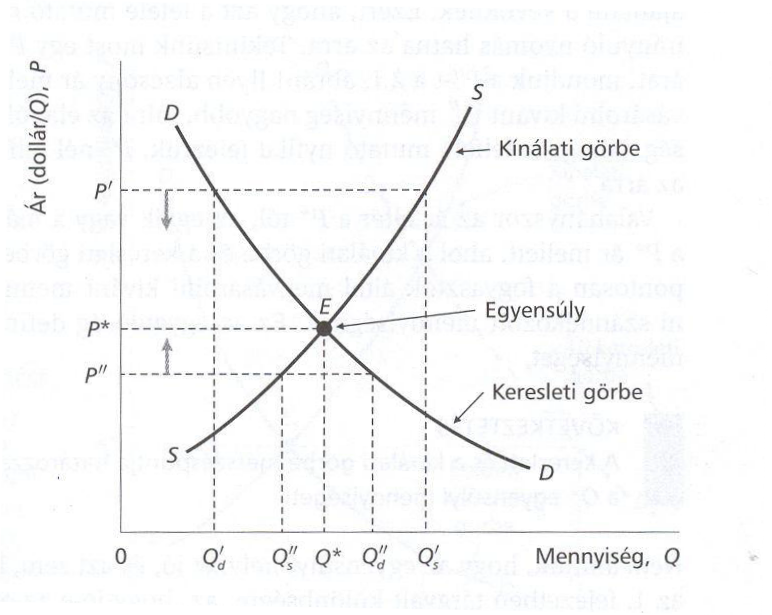 Ár (dollár/Q), P
D
S
Kínálati görbe
P′
E
Egyensúly
P*
P″
Keresleti görbe
S
D
0 Q′d Q″s Q* Q″d Q′s Mennyiség, Q